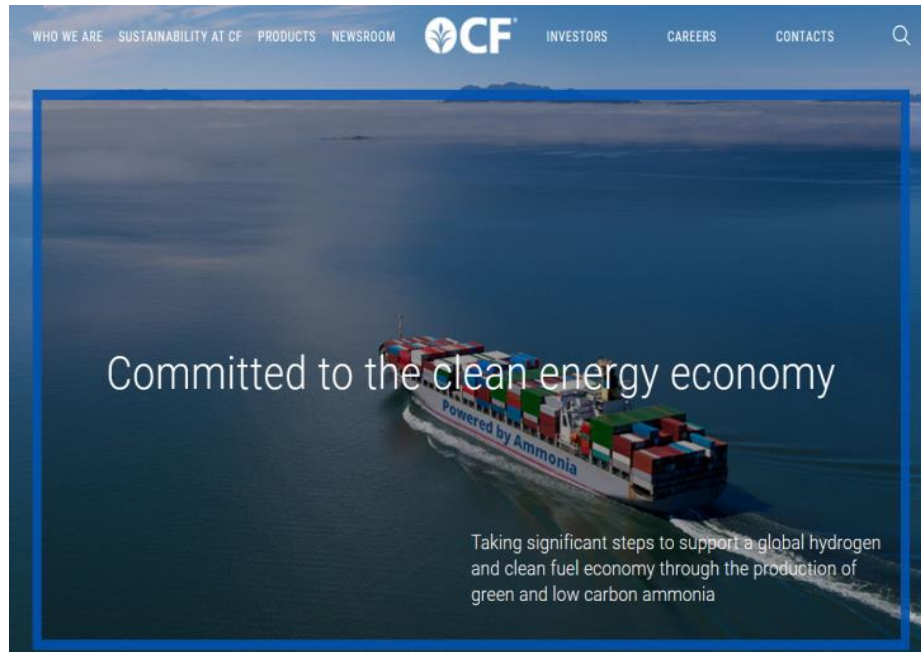 WHO WE ARE SUSTAINABILITY AT CF PRODUCTS NEWSROOM CF INVESTORS CAREERS CONTACTS
Committed to the clean energy economy
Powered by Ammonia
Taking significant steps to support a global hydrogen
and clean fuel economy through the production of
green and low carbon ammonia